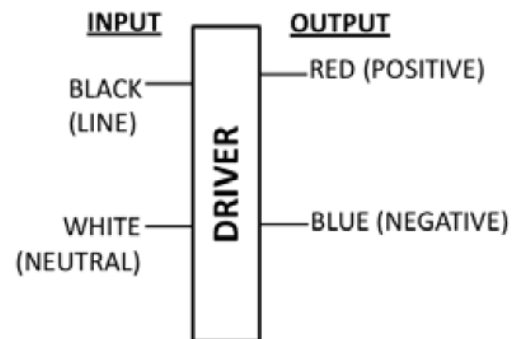 INPUT
OUTPUT
BLACK
(LINE)
RED (POSITIVE)
DRIVER
WHITE
(NEUTRAL)
BLUE (NEGATIVE)